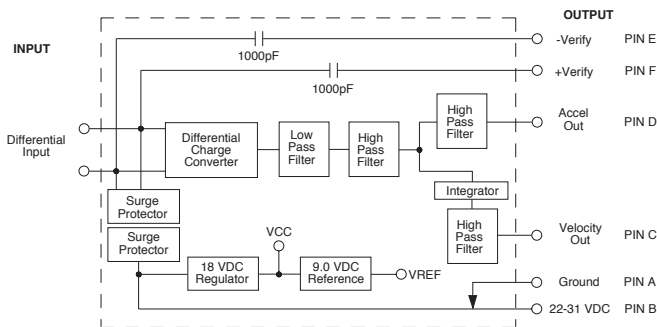 OUTPUT
INPUT
-Verify PIN E
1000pF
+Verify PIN F
1000pF
Differential
Input
Differential
Charge
Converter
Low
Pass
Filter
High
Pass
Filter
High
Pass
Filter
Accel
Out
PIN D
Integrator
Surge
Protector
Surge
Protector
High
Pass
Filter
Velocity
Out
PIN C
VCC
18 VDC
Regulator
9.0 VDC
Reference
VREF
Ground PIN A
22-31 VDC PIN B